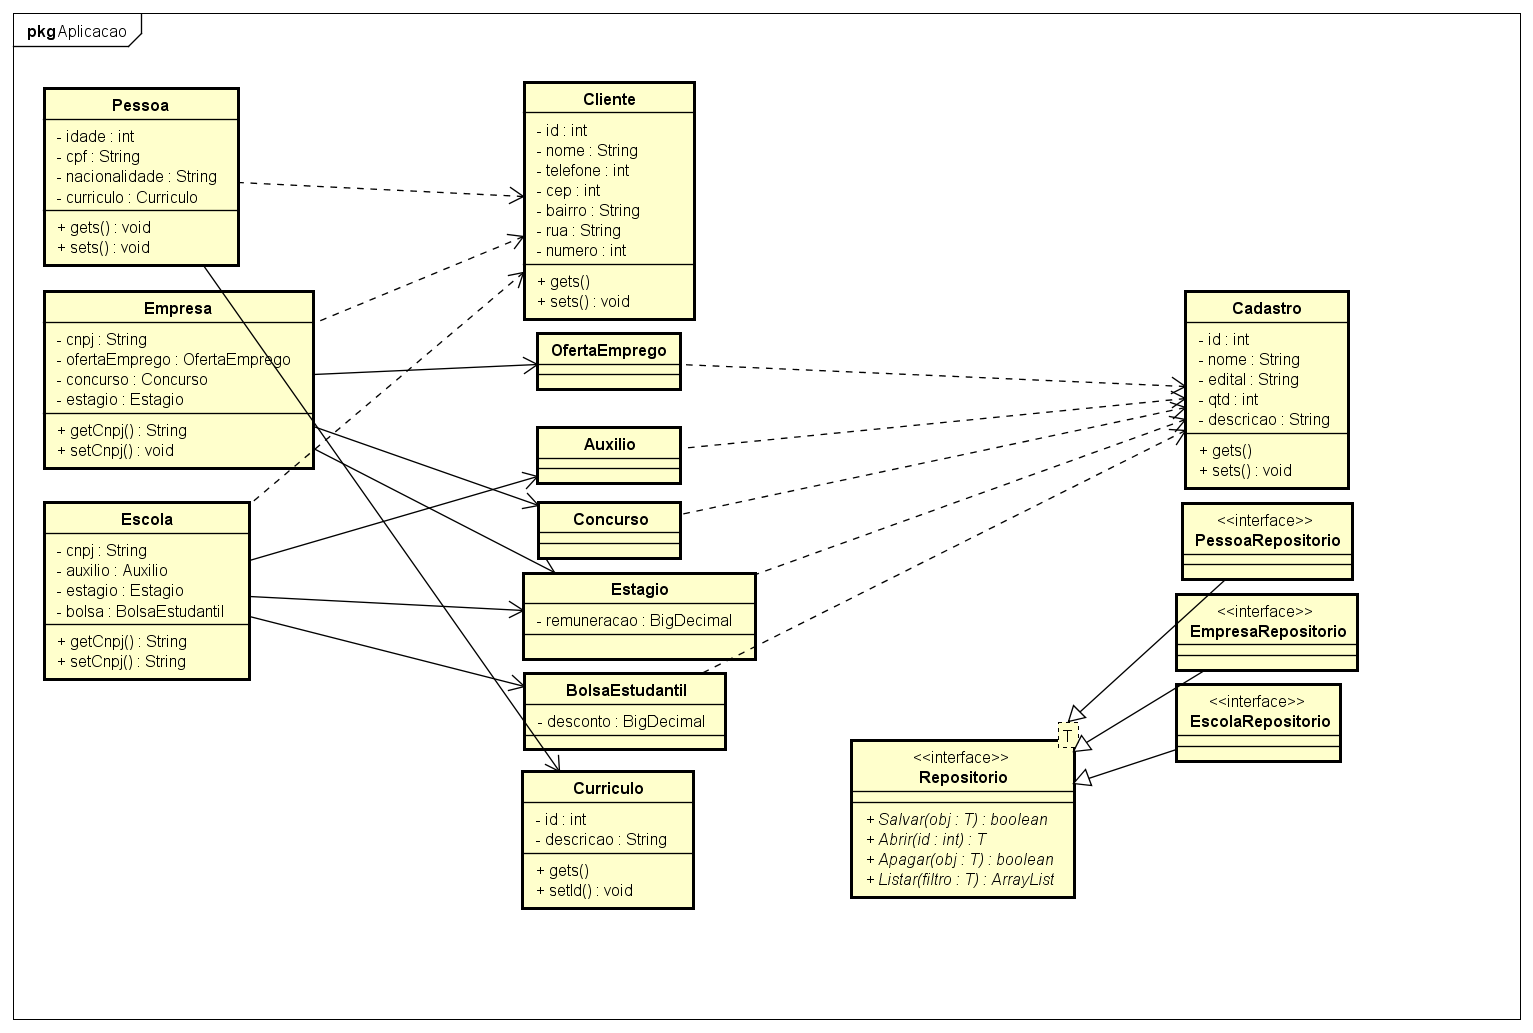 pkg Aplicacao
Pessoa
- idade : int
- cpf : String
- nacionalidade : String
- curriculo : Curriculo
+ gets() : void
+ sets() : void
Empresa
- cnpj : String
- ofertaEmprego : OfertaEmprego
- concurso : Concurso
- estagio : Estagio
+ getCnpj() : String
+ setCnpj() : void
Escola
- cnpj : String
- auxilio : Auxilio
- estagio : Estagio
- bolsa : BolsaEstudantil
+ getCnpj() : String
+ setCnpj() : String
Cliente
- id : int
- nome : String
- telefone : int
- cep : int
- bairro : String
- rua : String
- numero : int
+ gets()
+ sets() : void
OfertaEmprego
Auxilio
Concurso
Estagio
- remuneracao : BigDecimal
BolsaEstudantil
- desconto : BigDecimal
Curriculo
- id : int
- descricao : String
+ gets()
+ setId() : void
Cadastro
- id : int
- nome : String
- edital : String
- qtd : int
- descricao : String
+ gets()
+ sets() : void
<<interface>>
PessoaRepositorio
<<interface>>
EmpresaRepositorio
<<interface>>
EscolaRepositorio
T
<<interface>>
Repositorio
+ Salvar(obj : T) : boolean
+ Abrir(id : int) : T
+ Apagar(obj : T) : boolean
+ Listar(filtro : T) : ArrayList